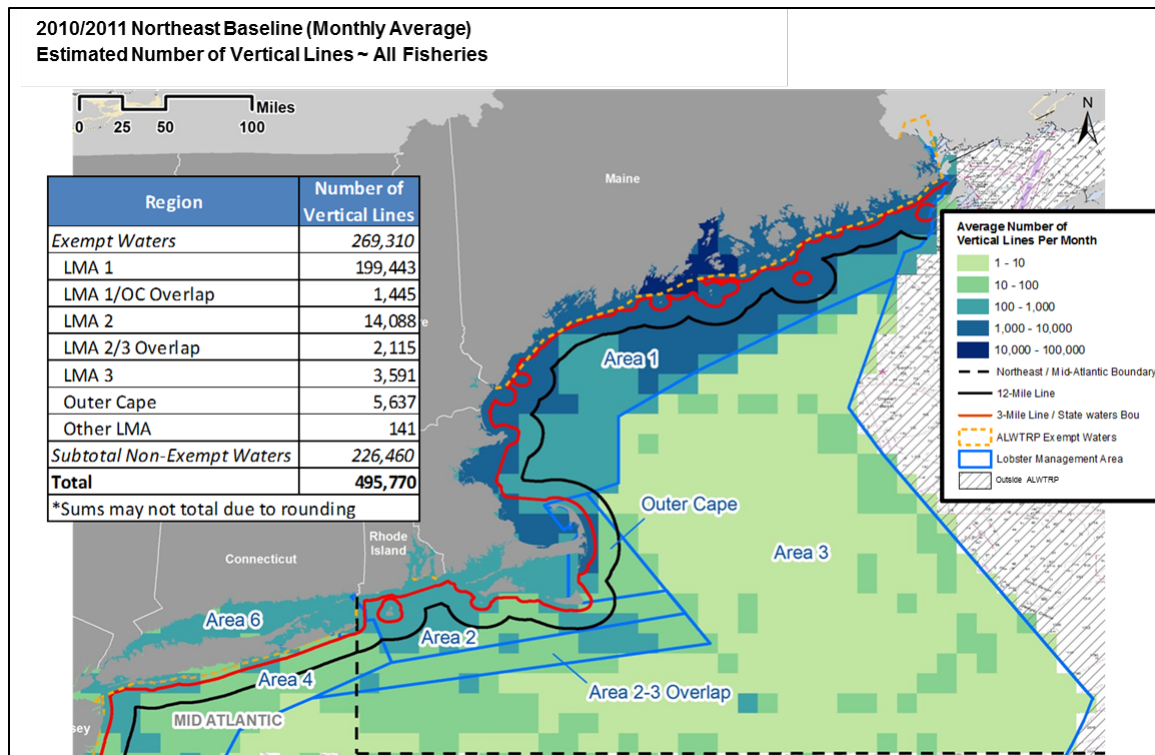 2010/2011 Northeast Baseline (Monthly Average)
Estimated Number of Vertical Lines ~ All Fisheries
Miles
0 25 50 100
N
Maine
Region Number of Vertical Lines
Exempt Waters 269,310
LMA 1 199,443
LMA 1/OC Overlap 1,445
LMA 2 14,088
LMA 2/3 Overlap 2,115
LMA 3 3,591
Outer Cape 5,637
Other LMA 141
Subtotal Non-Exempt Waters 226,460
Total 495,770
*Sums may not total due to rounding
Average Number of
Vertical Lines Per Month
1 - 10
10 - 100
100 - 1,000
1,000 - 10,000
10,000 - 100,000
Northeast / Mid-Atlantic Boundary
12-Mile Line
3-Mile Line / State waters Bou
ALWTRP Exempt Waters
Lobster Management Area
Outside ALWTRP
Area 1
Outer Cape
Area 3
Rhode
Island
Connecticut
Area 6
Area 2
Area 4
Area 2-3 Overlap
MID ATLANTIC
sey